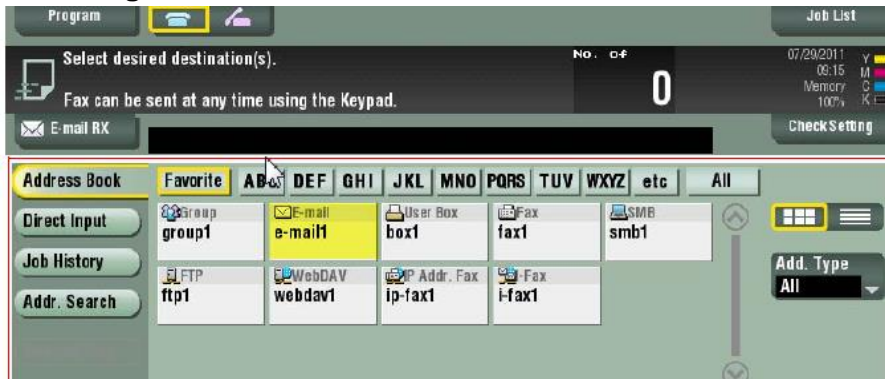 Program
Job List
Select desired destination(s).
No. of
07/29/2011
09:15
Memory
100%
Y
M
C
K
Fax can be sent at any time using the Keypad.
0
E-mail RX
Check Setting
Address Book
Favorite
ABC
DEF
GHI
JKL
MNO
PQRS
TUV
WXYZ
etc
All
Direct Input
Group
group1
E-mail
e-mail1
User Box
box1
Fax
fax1
SMB
smb1
Job History
Add. Type
All
Addr. Search
FTP
ftp1
WebDAV
webdav1
IP Addr. Fax
ip-fax1
I-Fax
i-fax1